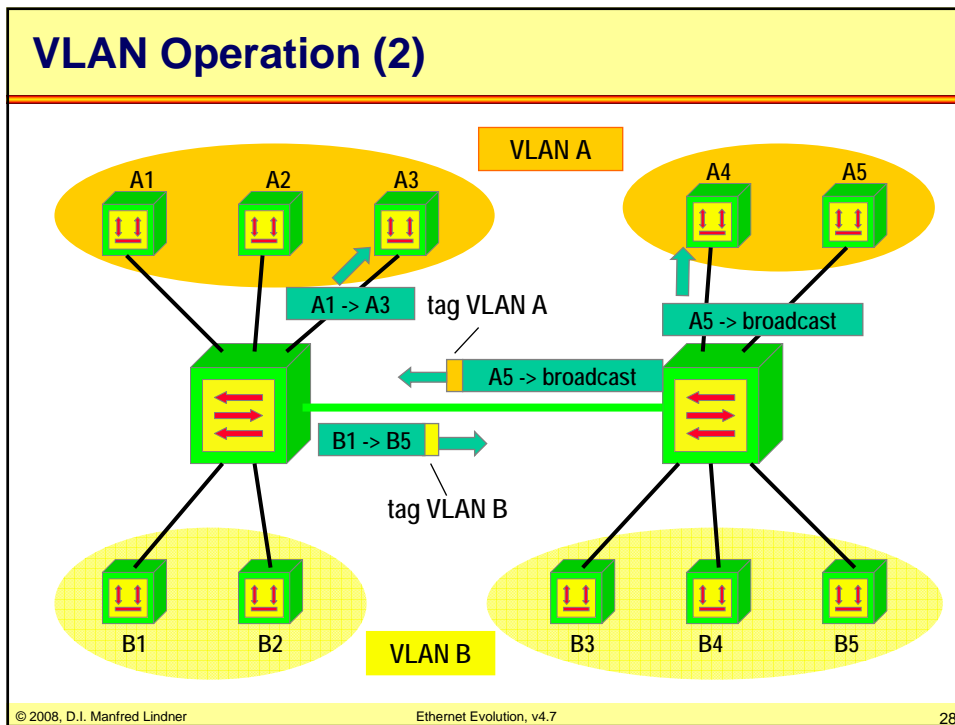 VLAN Operation (2)
VLAN A
A1
A2
A3
A4
A5
A1 -> A3
tag VLAN A
A5 -> broadcast
A5 -> broadcast
B1 -> B5
tag VLAN B
B1
B2
B3
B4
B5
VLAN B
© 2008, D.I. Manfred Lindner
Ethernet Evolution, v4.7
28